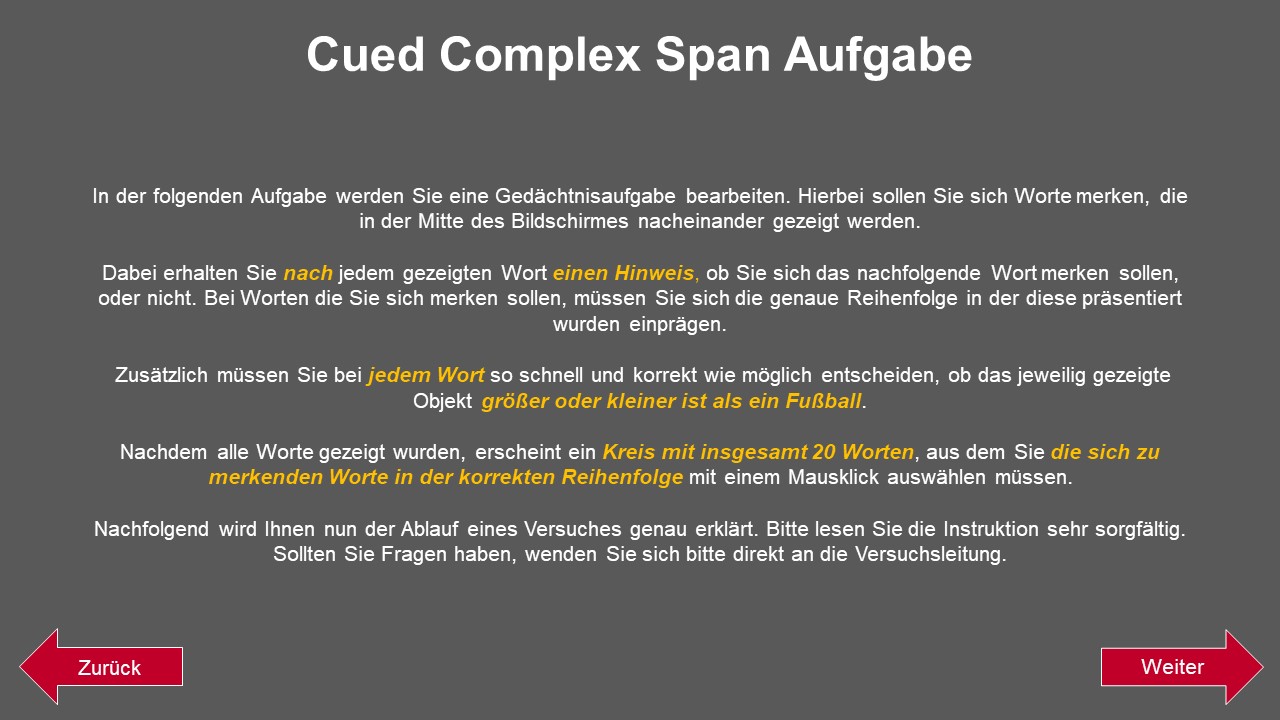 Cued Complex Span Aufgabe
In der folgenden Aufgabe werden Sie eine Gedächtnisaufgabe bearbeiten. Hierbei sollen Sie sich Worte merken, die
in der Mitte des Bildschirmes nacheinander gezeigt werden.
Dabei erhalten Sie nach jedem gezeigten Wort einen Hinweis, ob Sie sich das nachfolgende Wort merken sollen,
oder nicht. Bei Worten die Sie sich merken sollen, müssen Sie sich die genaue Reihenfolge in der diese präsentiert
wurden einprägen.
Zusätzlich müssen Sie bei jedem Wort so schnell und korrekt wie möglich entscheiden, ob das jeweilig gezeigte
Objekt größer oder kleiner ist als ein Fußball.
Nachdem alle Worte gezeigt wurden, erscheint ein Kreis mit insgesamt 20 Worten, aus dem Sie die sich zu
merkenden Worte in der korrekten Reihenfolge mit einem Mausklick auswählen müssen.
Nachfolgend wird Ihnen nun der Ablauf eines Versuches genau erklärt. Bitte lesen Sie die Instruktion sehr sorgfältig.
Sollten Sie Fragen haben, wenden Sie sich bitte direkt an die Versuchsleitung.
Zurück
Weiter